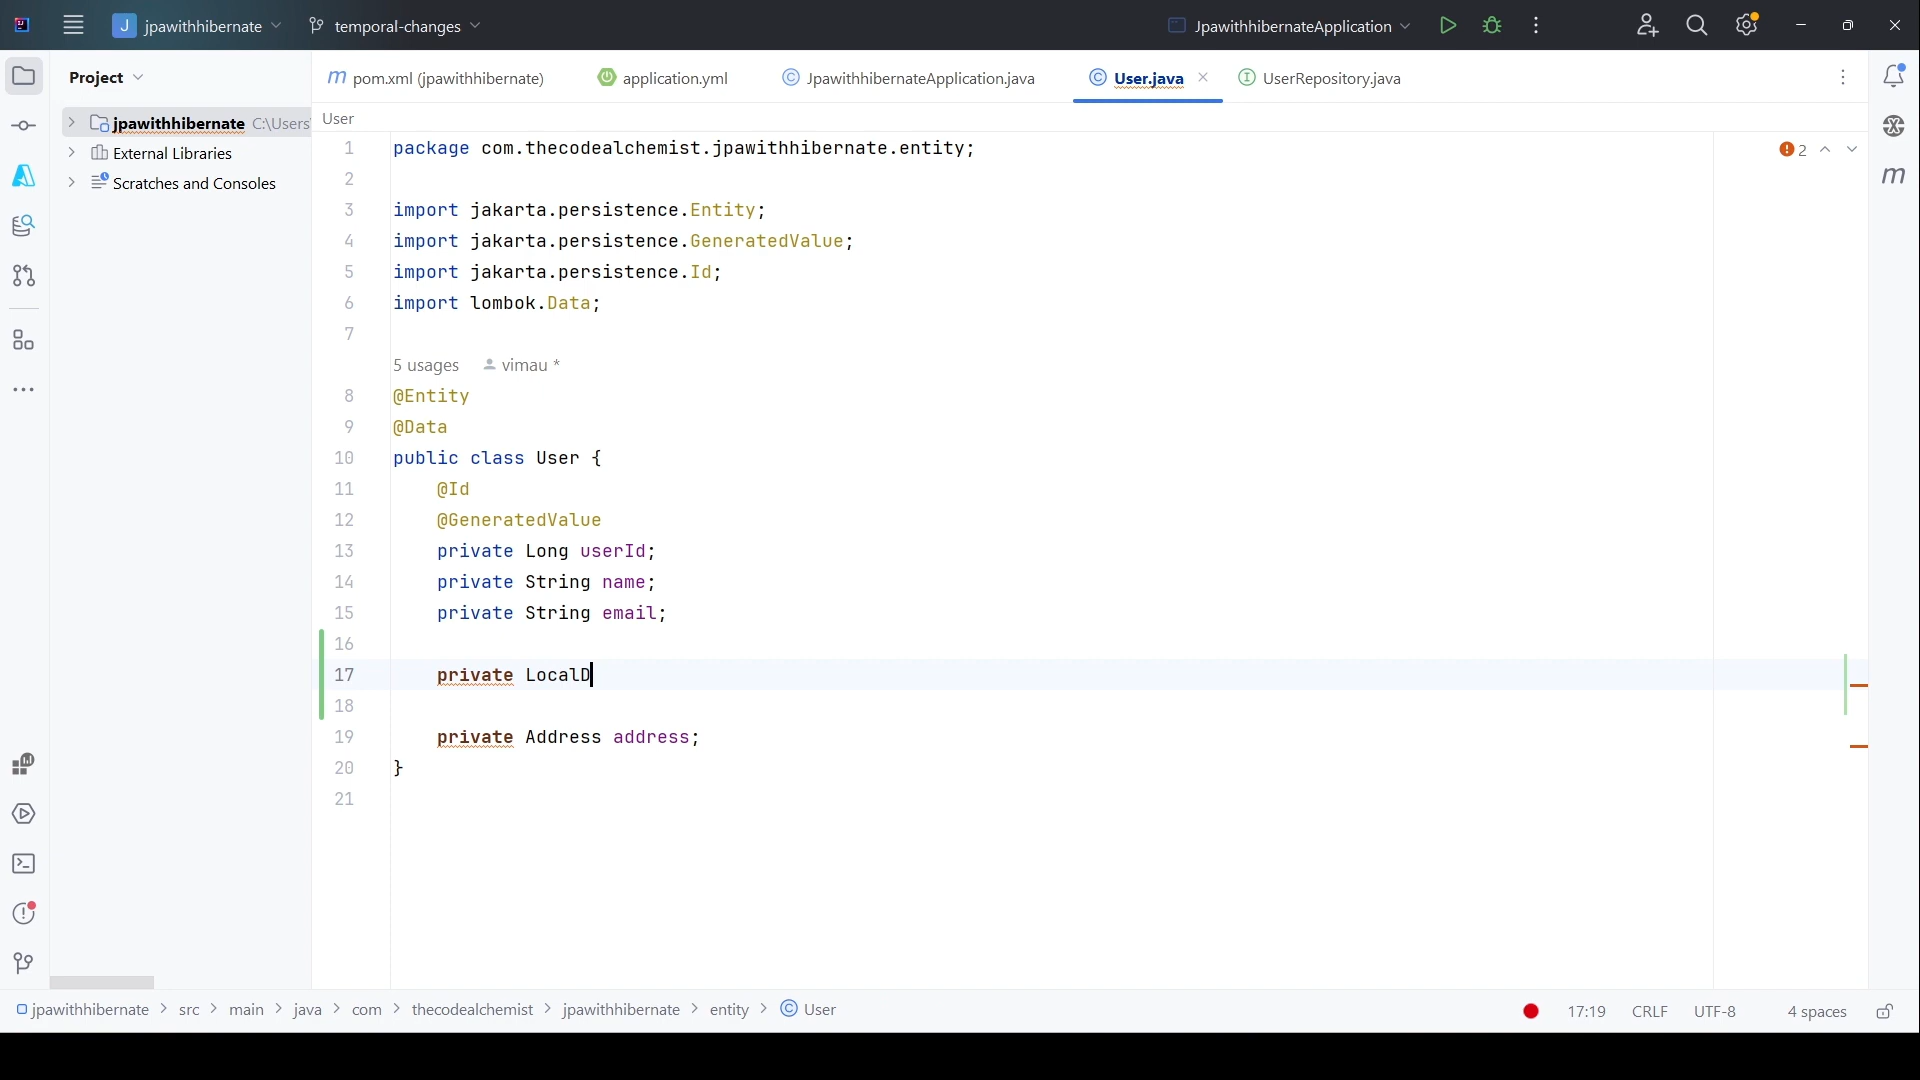 J jpawithhibernate temporal-changes JpawithhibernateApplication
Project
pom.xml (jpawithhibernate) application.yml JpawithhibernateApplication.java User.java UserRepository.java
jpawithhibernate C:\Users
External Libraries
Scratches and Consoles
User
2
1 package com.thecodealchemist.jpawithhibernate.entity;
2
3 import jakarta.persistence.Entity;
4 import jakarta.persistence.GeneratedValue;
5 import jakarta.persistence.Id;
6 import lombok.Data;
7
5 usages vimau *
8 @Entity
9 @Data
10 public class User {
11 @Id
12 @GeneratedValue
13 private Long userId;
14 private String name;
15 private String email;
16
17 private LocalD
18
19 private Address address;
20 }
21
jpawithhibernate > src > main > java > com > thecodealchemist > jpawithhibernate > entity > User
17:19 CRLF UTF-8 4 spaces